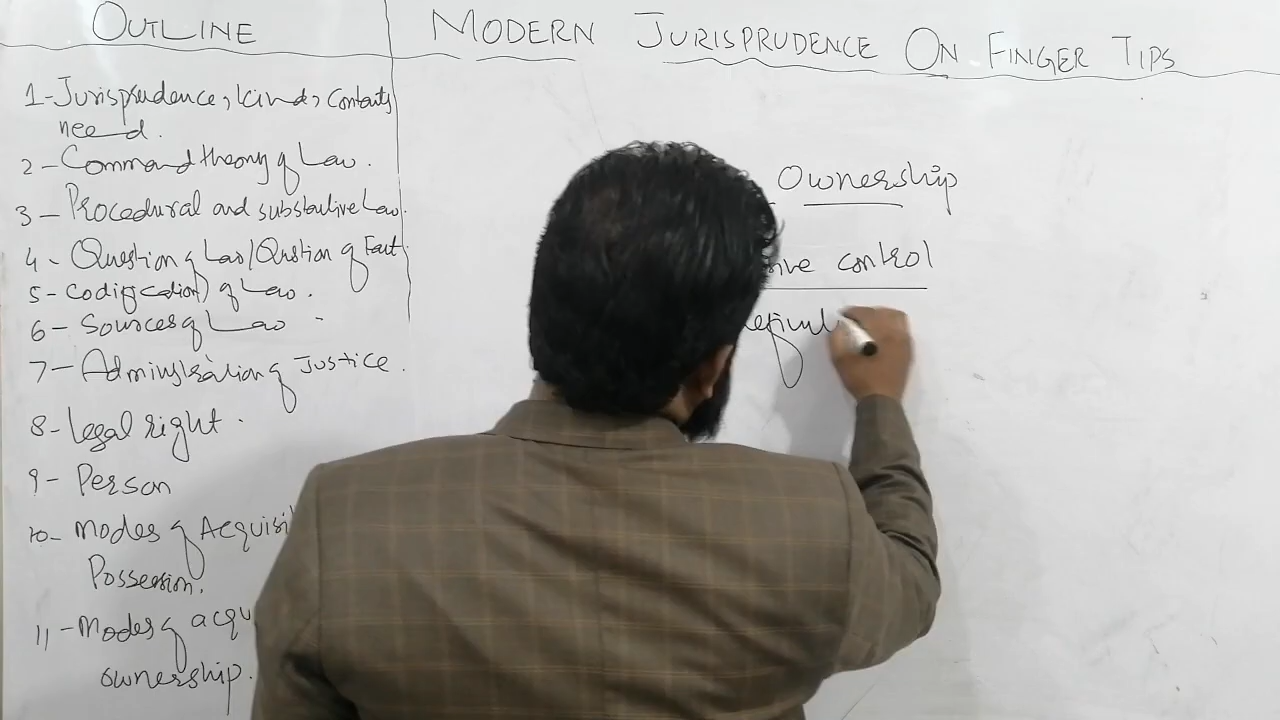 OUTLINE
MODERN JURISPRUDENCE ON FINGER TIPS
1- Jurisprudence, kinds, contents
need.
2- Command theory of Law.
3- Procedural and substantive Law.
4- Question of Law/Qustion of Fact
5- Codification of Law.
6- Sources of Law
7- Administration of Justice.
8- Legal right.
9- Person
10- Modes of Acquisi
Possession.
11- Modes of acqu
ownership.
Ownership
ive control